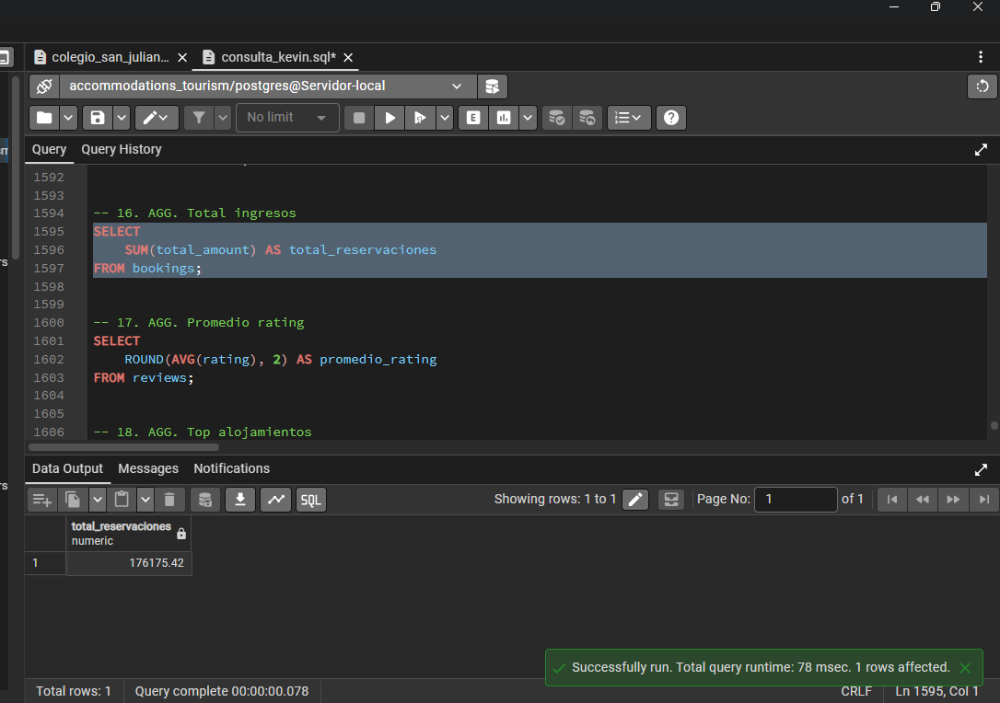 colegio_san_julian...
consulta_kevin.sql*
accommodations_tourism/postgres@Servidor-local
No limit
E
Query
Query History
1592
1593
1594 -- 16. AGG. Total ingresos
1595 SELECT
1596 SUM(total_amount) AS total_reservaciones
1597 FROM bookings;
1598
1599
1600 -- 17. AGG. Promedio rating
1601 SELECT
1602 ROUND(AVG(rating), 2) AS promedio_rating
1603 FROM reviews;
1604
1605
1606 -- 18. AGG. Top alojamientos
Data Output
Messages
Notifications
SQL
Showing rows: 1 to 1
Page No: 1 of 1
total_reservaciones
numeric
1 176175.42
Successfully run. Total query runtime: 78 msec. 1 rows affected.
Total rows: 1
Query complete 00:00:00.078
CRLF
Ln 1595, Col 1